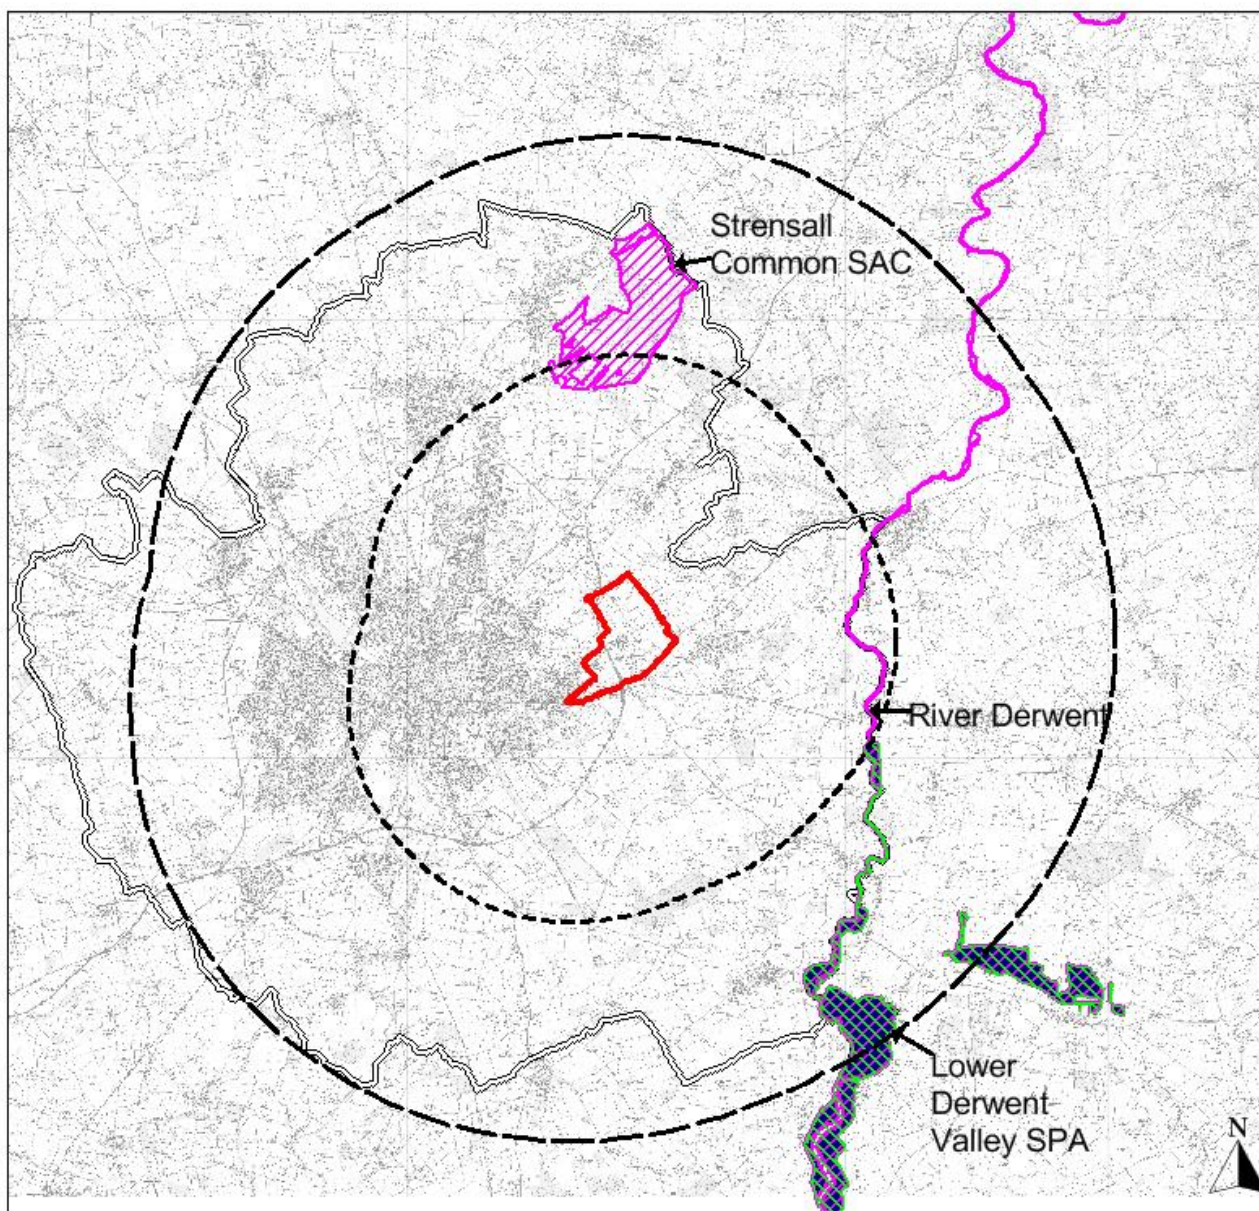 Strensall
Common SAC
River Derwent
Lower
Derwent
Valley SPA
N